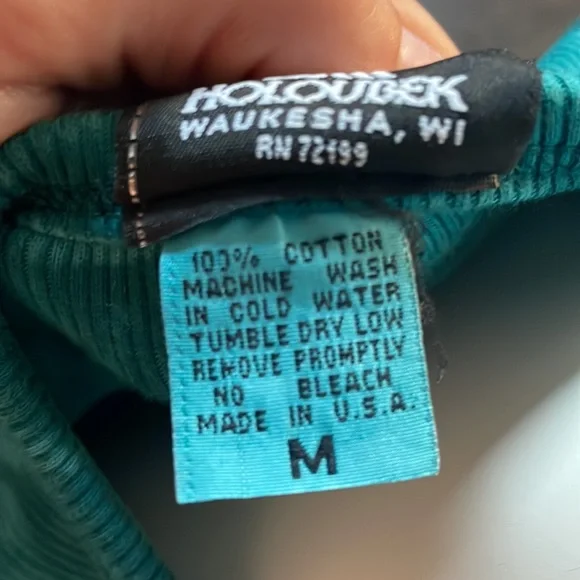 HOLOUBEK
WAUKESHA, WI
RN 72199
100% COTTON
MACHINE WASH
IN COLD WATER
TUMBLE DRY LOW
REMOVE PROMPTLY
NO BLEACH
MADE IN U.S.A.
M